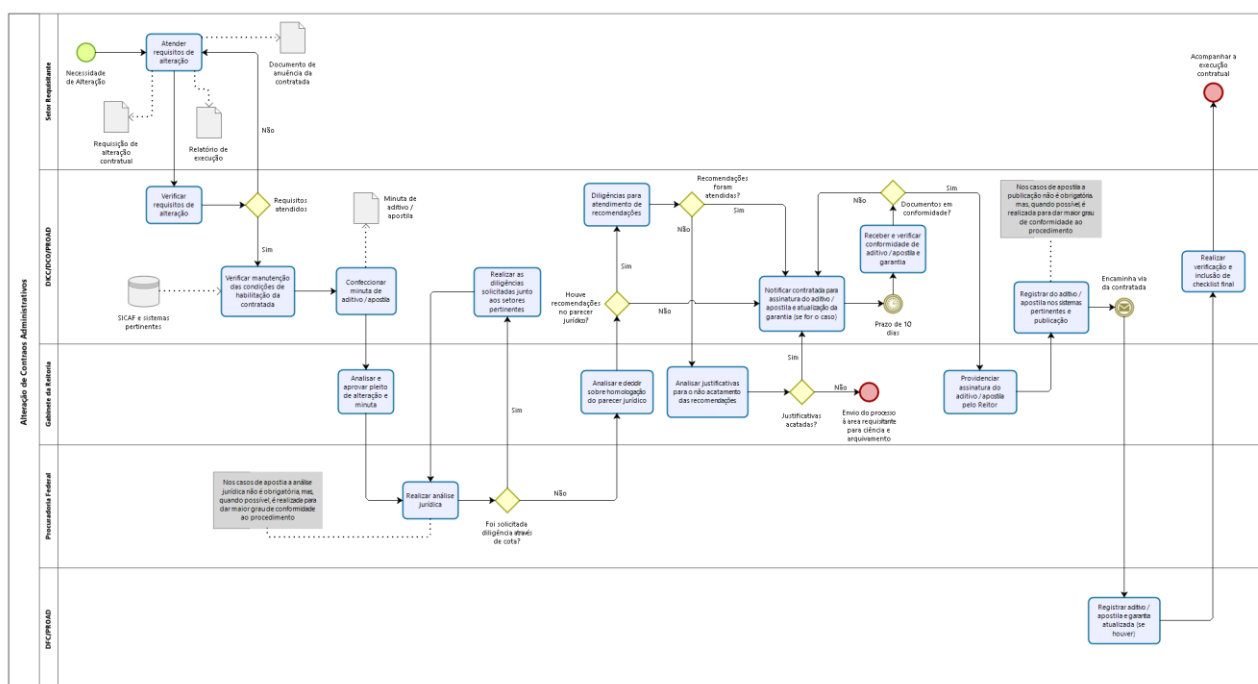 Alteração de Contraos Administrativos
Setor Requisitante
Necessidade
de Alteração
Atender
requisitos de
alteração
Documento de
anuência da
contratada
Requisição de
alteração
contratual
Relatório de
execução
Não
Acompanhar a
execução
contratual
DICC/DCO/PROAD
Verificar
requisitos de
alteração
Requisitos
atendidos
Sim
SICAF e sistemas
pertinentes
Verificar manutenção
das condições de
habilitação da
contratada
Minuta de
aditivo /
apostila
Confeccionar
minuta de
aditivo / apostila
Realizar as
diligências
solicitadas junto
aos setores
pertinentes
Sim
Diligências para
atendimento de
recomendações
Sim
Houve
recomendações
no parecer
jurídico?
Não
Recomendações
foram
atendidas?
Sim
Não
Notificar contratada para
assinatura do aditivo /
apostila e atualização da
garantia (se for o caso)
Prazo de 10
dias
Receber e verificar
conformidade de
aditivo / apostila e
garantia
Não
Documentos em
conformidade?
Sim
Nos casos de apostila a
publicação não é obrigatória,
mas, quando possível, é
realizada para dar maior grau
de conformidade ao
procedimento
Registrar do aditivo /
apostila nos sistemas
pertinentes e
publicação
Encaminha via
da contratada
Realizar
verificação e
inclusão de
checklist final
Gabinete da Reitoria
Analisar e
aprovar pleito
de alteração e
minuta
Analisar e decidir
sobre homologação
do parecer jurídico
Analisar justificativas
para o não acatamento
das recomendações
Sim
Justificativas
acatadas?
Não
Envio do processo
à area requisitante
para ciência e
arquivamento
Providenciar
assinatura do
aditivo / apostila
pelo Reitor
Procuradoria Federal
Nos casos de apostia a análise
jurídica não é obrigatória, mas,
quando possível, é realizada para
dar maior grau de conformidade
ao procedimento
Realizar análise
jurídica
Foi solicitada
diligência através
de cota?
Não
DFC/PROAD
Registrar aditivo /
apostila e garantia
atualizada (se
houver)